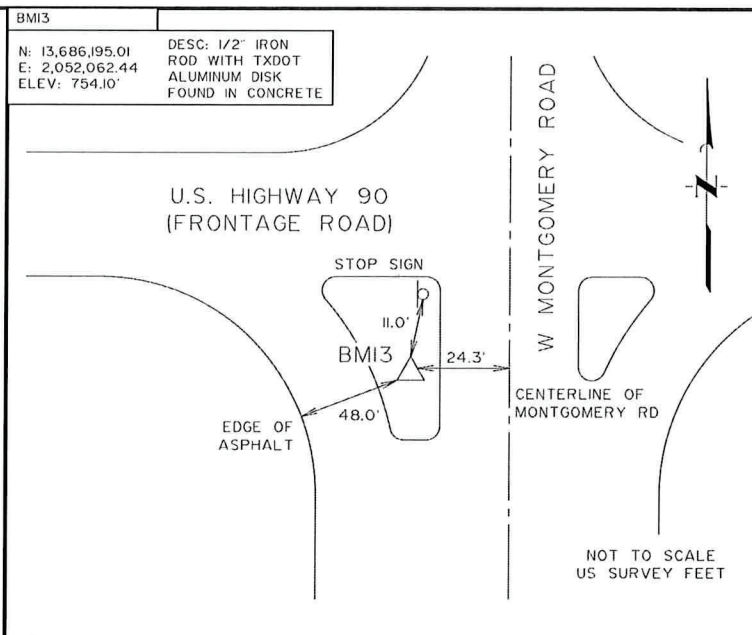 BM13
N: 13,686,195.01
E: 2,052,062.44
ELEV: 754.10'
DESC: 1/2" IRON
ROD WITH TXDOT
ALUMINUM DISK
FOUND IN CONCRETE
U.S. HIGHWAY 90
(FRONTAGE ROAD)
W MONTGOMERY ROAD
N
STOP SIGN
11.0'
BM13
24.3'
48.0'
EDGE OF
ASPHALT
CENTERLINE OF
MONTGOMERY RD
NOT TO SCALE
US SURVEY FEET